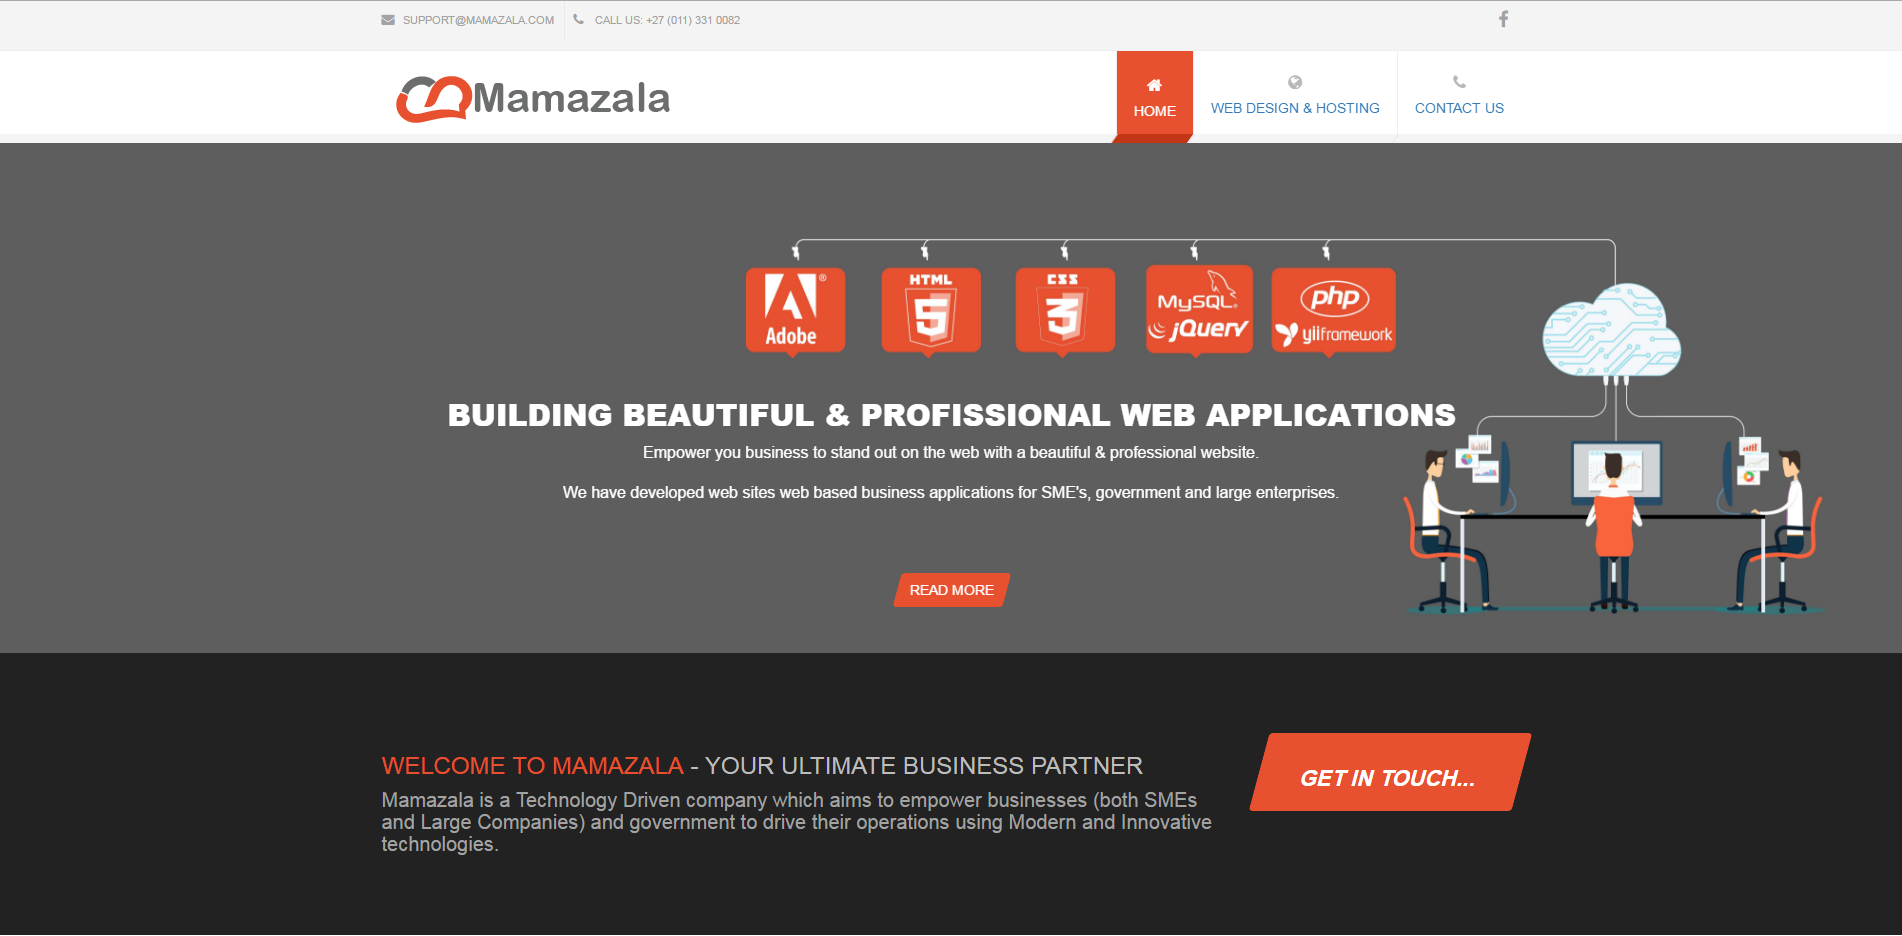 SUPPORT@MAMAZALA.COM CALL US: +27 (011) 331 0082
Mamazala
HOME
WEB DESIGN & HOSTING
CONTACT US
Adobe®
HTML
5
CSS
3
MySQL®
jQuery
php
yiiframework
BUILDING BEAUTIFUL & PROFISSIONAL WEB APPLICATIONS
Empower you business to stand out on the web with a beautiful & professional website.
We have developed web sites web based business applications for SME's, government and large enterprises.
READ MORE
WELCOME TO MAMAZALA - YOUR ULTIMATE BUSINESS PARTNER
Mamazala is a Technology Driven company which aims to empower businesses (both SMEs
and Large Companies) and government to drive their operations using Modern and Innovative
technologies.
GET IN TOUCH...